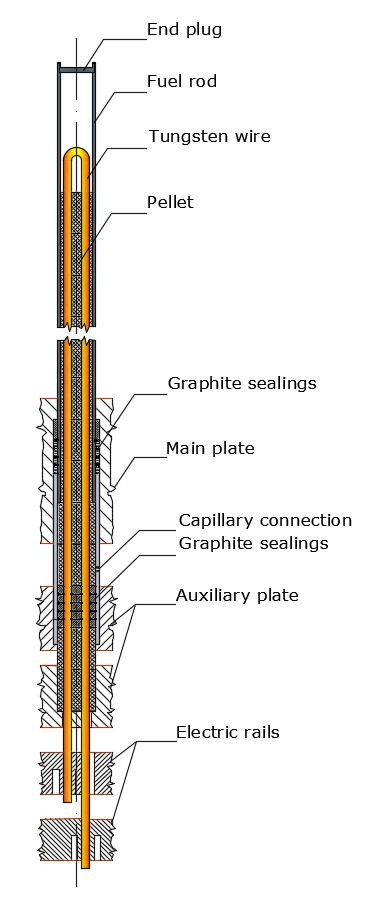 End plug
Fuel rod
Tungsten wire
Pellet
Graphite sealings
Main plate
Capillary connection
Graphite sealings
Auxiliary plate
Electric rails